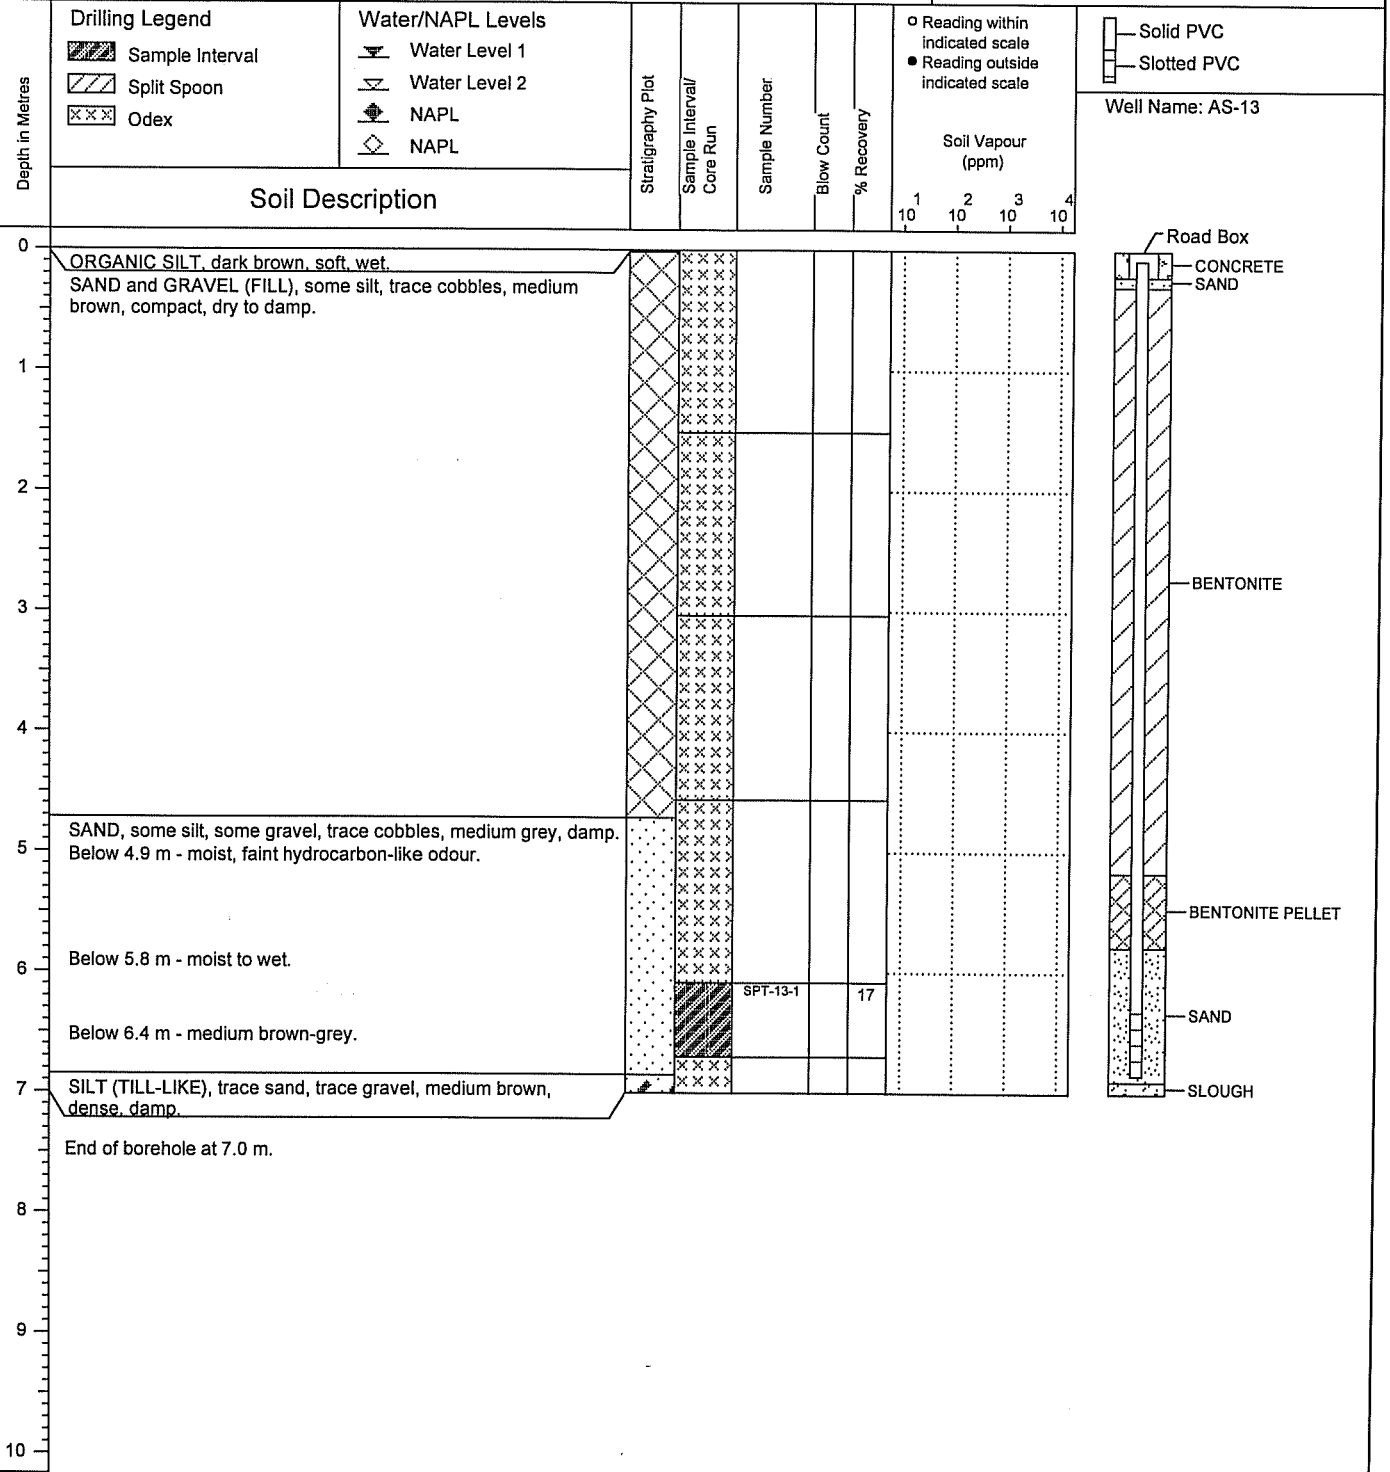 Drilling Legend
Sample Interval
Split Spoon
Odex
Water/NAPL Levels
Water Level 1
Water Level 2
NAPL
NAPL
Depth in Metres
Soil Description
Stratigraphy Plot
Sample Interval/
Core Run
Sample Number
Blow Count
% Recovery
Reading within
indicated scale
Reading outside
indicated scale
Soil Vapour
(ppm)
10^1 10^2 10^3 10^4
Solid PVC
Slotted PVC
Well Name: AS-13
0
ORGANIC SILT, dark brown, soft, wet.
SAND and GRAVEL (FILL), some silt, trace cobbles, medium
brown, compact, dry to damp.
Road Box
CONCRETE
SAND
1
2
3
BENTONITE
4
SAND, some silt, some gravel, trace cobbles, medium grey, damp.
5
Below 4.9 m - moist, faint hydrocarbon-like odour.
BENTONITE PELLET
Below 5.8 m - moist to wet.
6
SPT-13-1
17
SAND
Below 6.4 m - medium brown-grey.
7
SILT (TILL-LIKE), trace sand, trace gravel, medium brown,
dense, damp.
SLOUGH
End of borehole at 7.0 m.
8
9
10